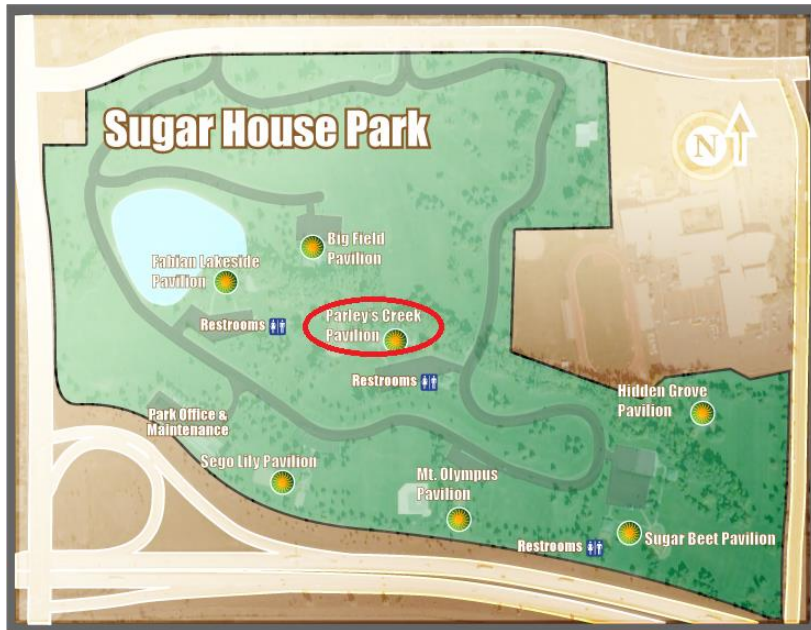 Sugar House Park
N
Big Field
Pavilion
Fabian Lakeside
Pavilion
Parley's Creek
Pavilion
Restrooms
Restrooms
Hidden Grove
Pavilion
Park Office &
Maintenance
Sego Lily Pavilion
Mt. Olympus
Pavilion
Sugar Beet Pavilion
Restrooms